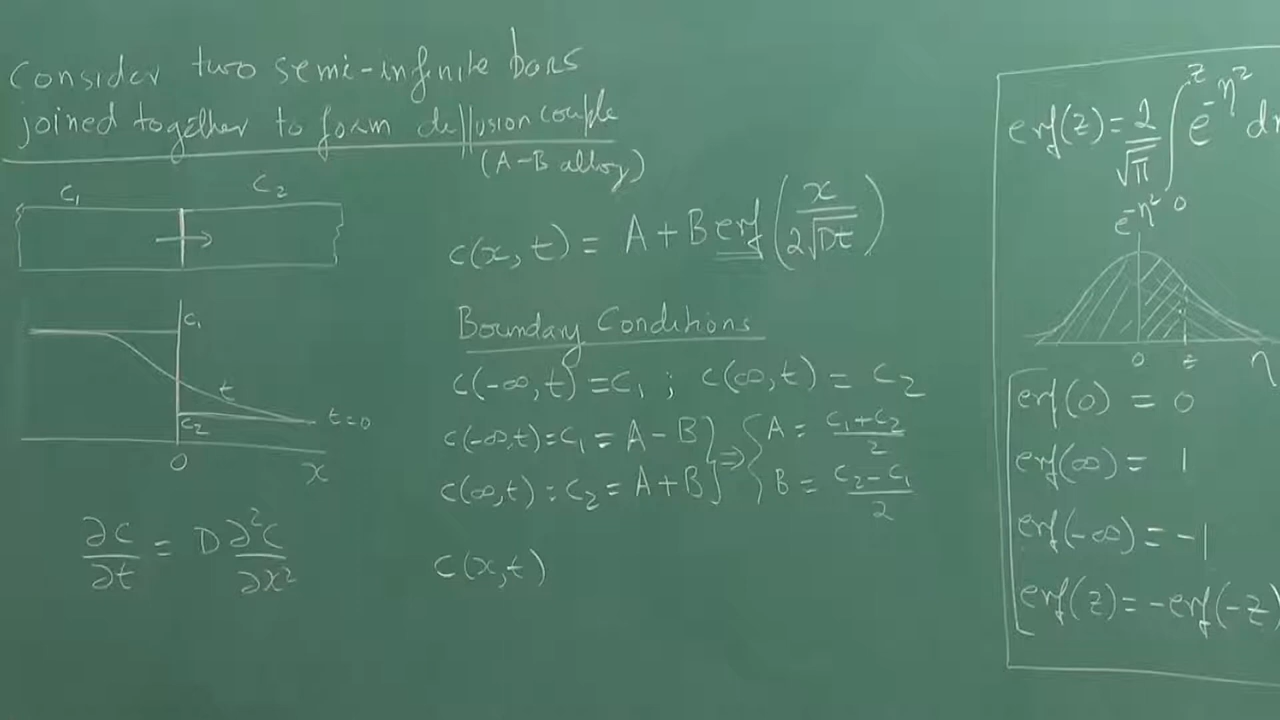 Consider two semi-infinite bars
joined together to form diffusion couple
(A-B alloy)
C₁ C₂
C₁
t
C₂
t=0
0
x
∂C/∂t = D ∂²C/∂x²
c(x,t) = A + B erf(x/2√Dt)
Boundary Conditions
c(-∞,t) = C₁ ; c(∞,t) = C₂
c(-∞,t) = C₁ = A - B } ⇒ { A = C₁+C₂/2
c(∞,t) = C₂ = A + B } { B = C₂-C₁/2
c(x,t)
erf(z) = 2/√π ∫₀ᶻ e^-η² dη
e^-η²
0 z η
erf(0) = 0
erf(∞) = 1
erf(-∞) = -1
erf(z) = -erf(-z)